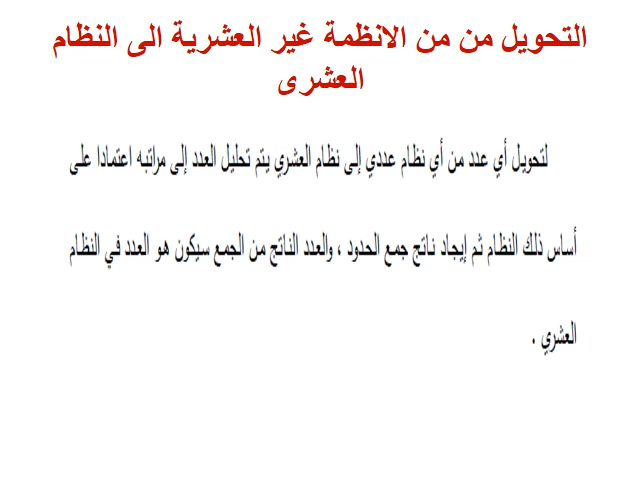 التحويل من من الانظمة غير العشرية الى النظام
العشرى
لتحويل أي عدد من أي نظام عددي إلى نظام العشري يتم تحليل العدد إلى مراتبه اعتمادا على
أساس ذلك النظام ثم إيجاد ناتج جمع الحدود ، والعدد الناتج من الجمع سيكون هو العدد في النظام
العشري .